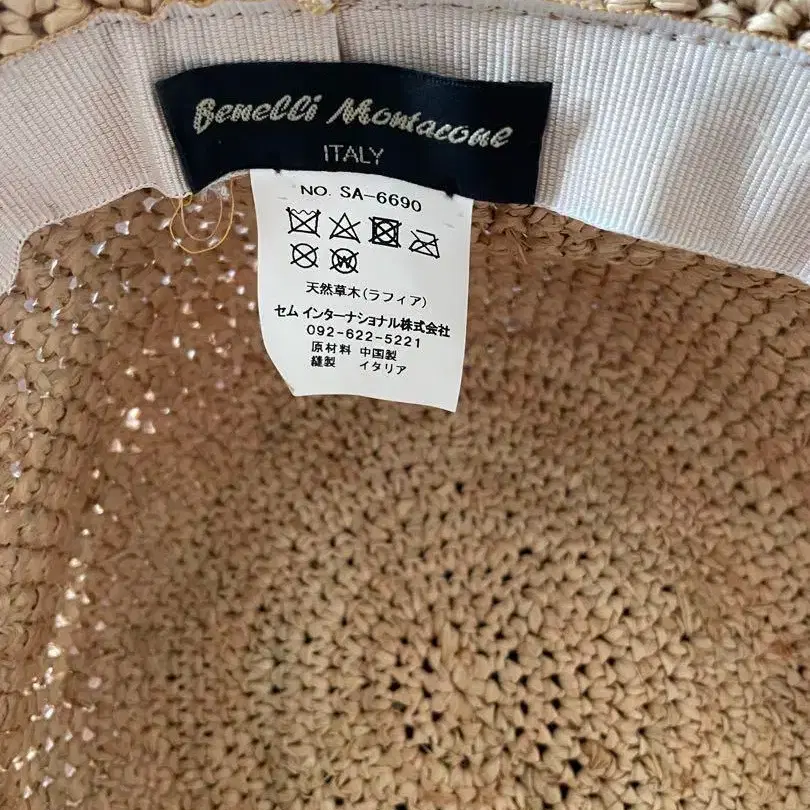 Benelli Montacone
ITALY
NO. SA-6690
天然草木(ラフィア)
セム インターナショナル株式会社
092-622-5221
原材料 中国製
縫製 イタリア